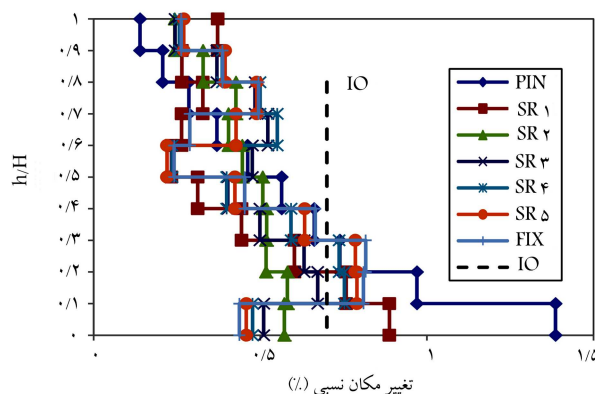 ۱
۰/۹
۰/۸
۰/۷
۰/۶
۰/۵
۰/۴
۰/۳
۰/۲
۰/۱
۰
h/H
IO
PIN
SR ۱
SR ۲
SR ۳
SR ۴
SR ۵
FIX
IO
۰ ۰/۵ ۱ ۱/۵
تغییر مکان نسبی (%)